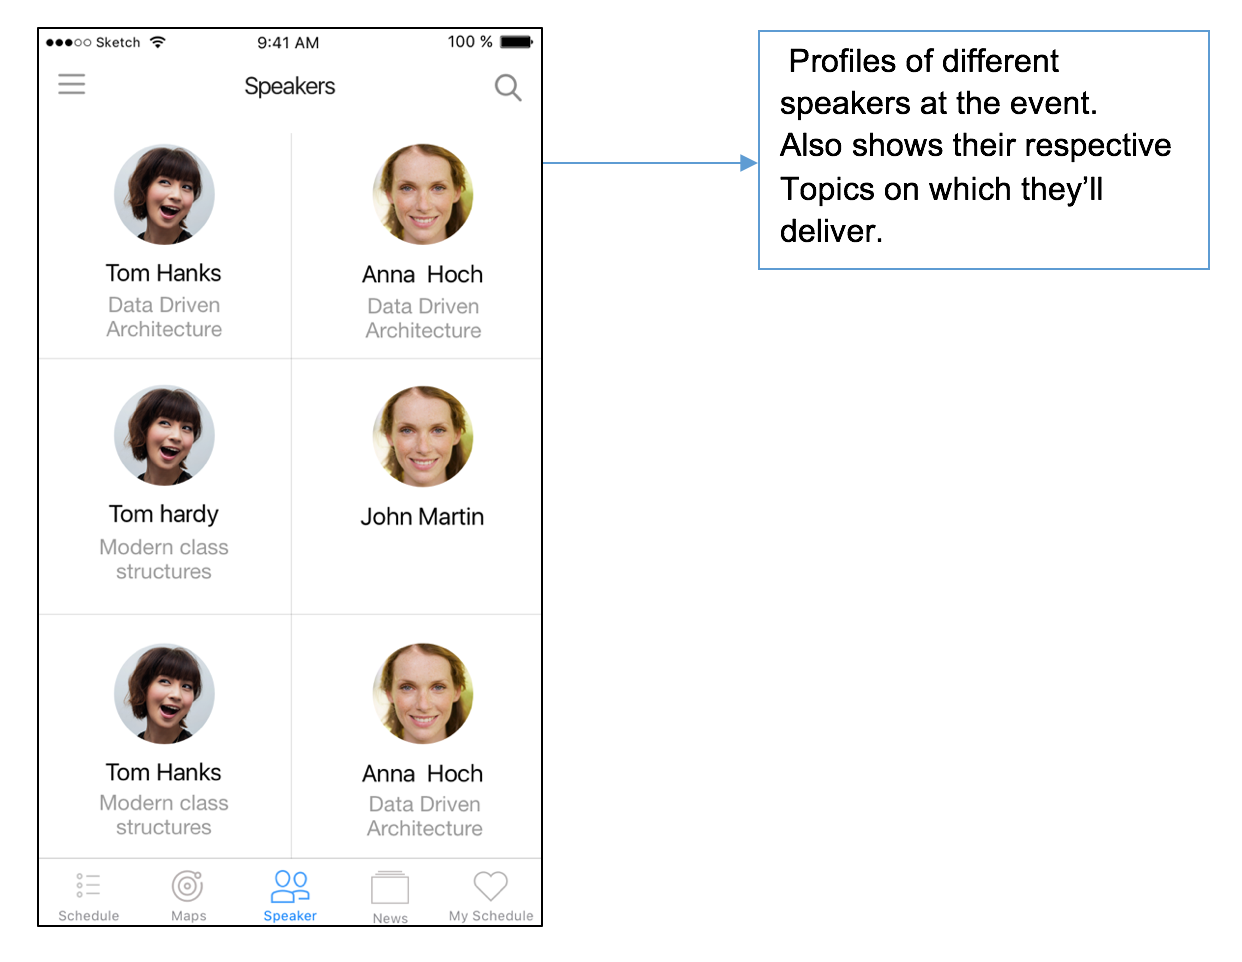 Sketch 9:41 AM 100 %
Speakers
Tom Hanks
Data Driven
Architecture
Anna Hoch
Data Driven
Architecture
Tom hardy
Modern class
structures
John Martin
Tom Hanks
Modern class
structures
Anna Hoch
Data Driven
Architecture
Schedule Maps Speaker News My Schedule
Profiles of different
speakers at the event.
Also shows their respective
Topics on which they’ll
deliver.